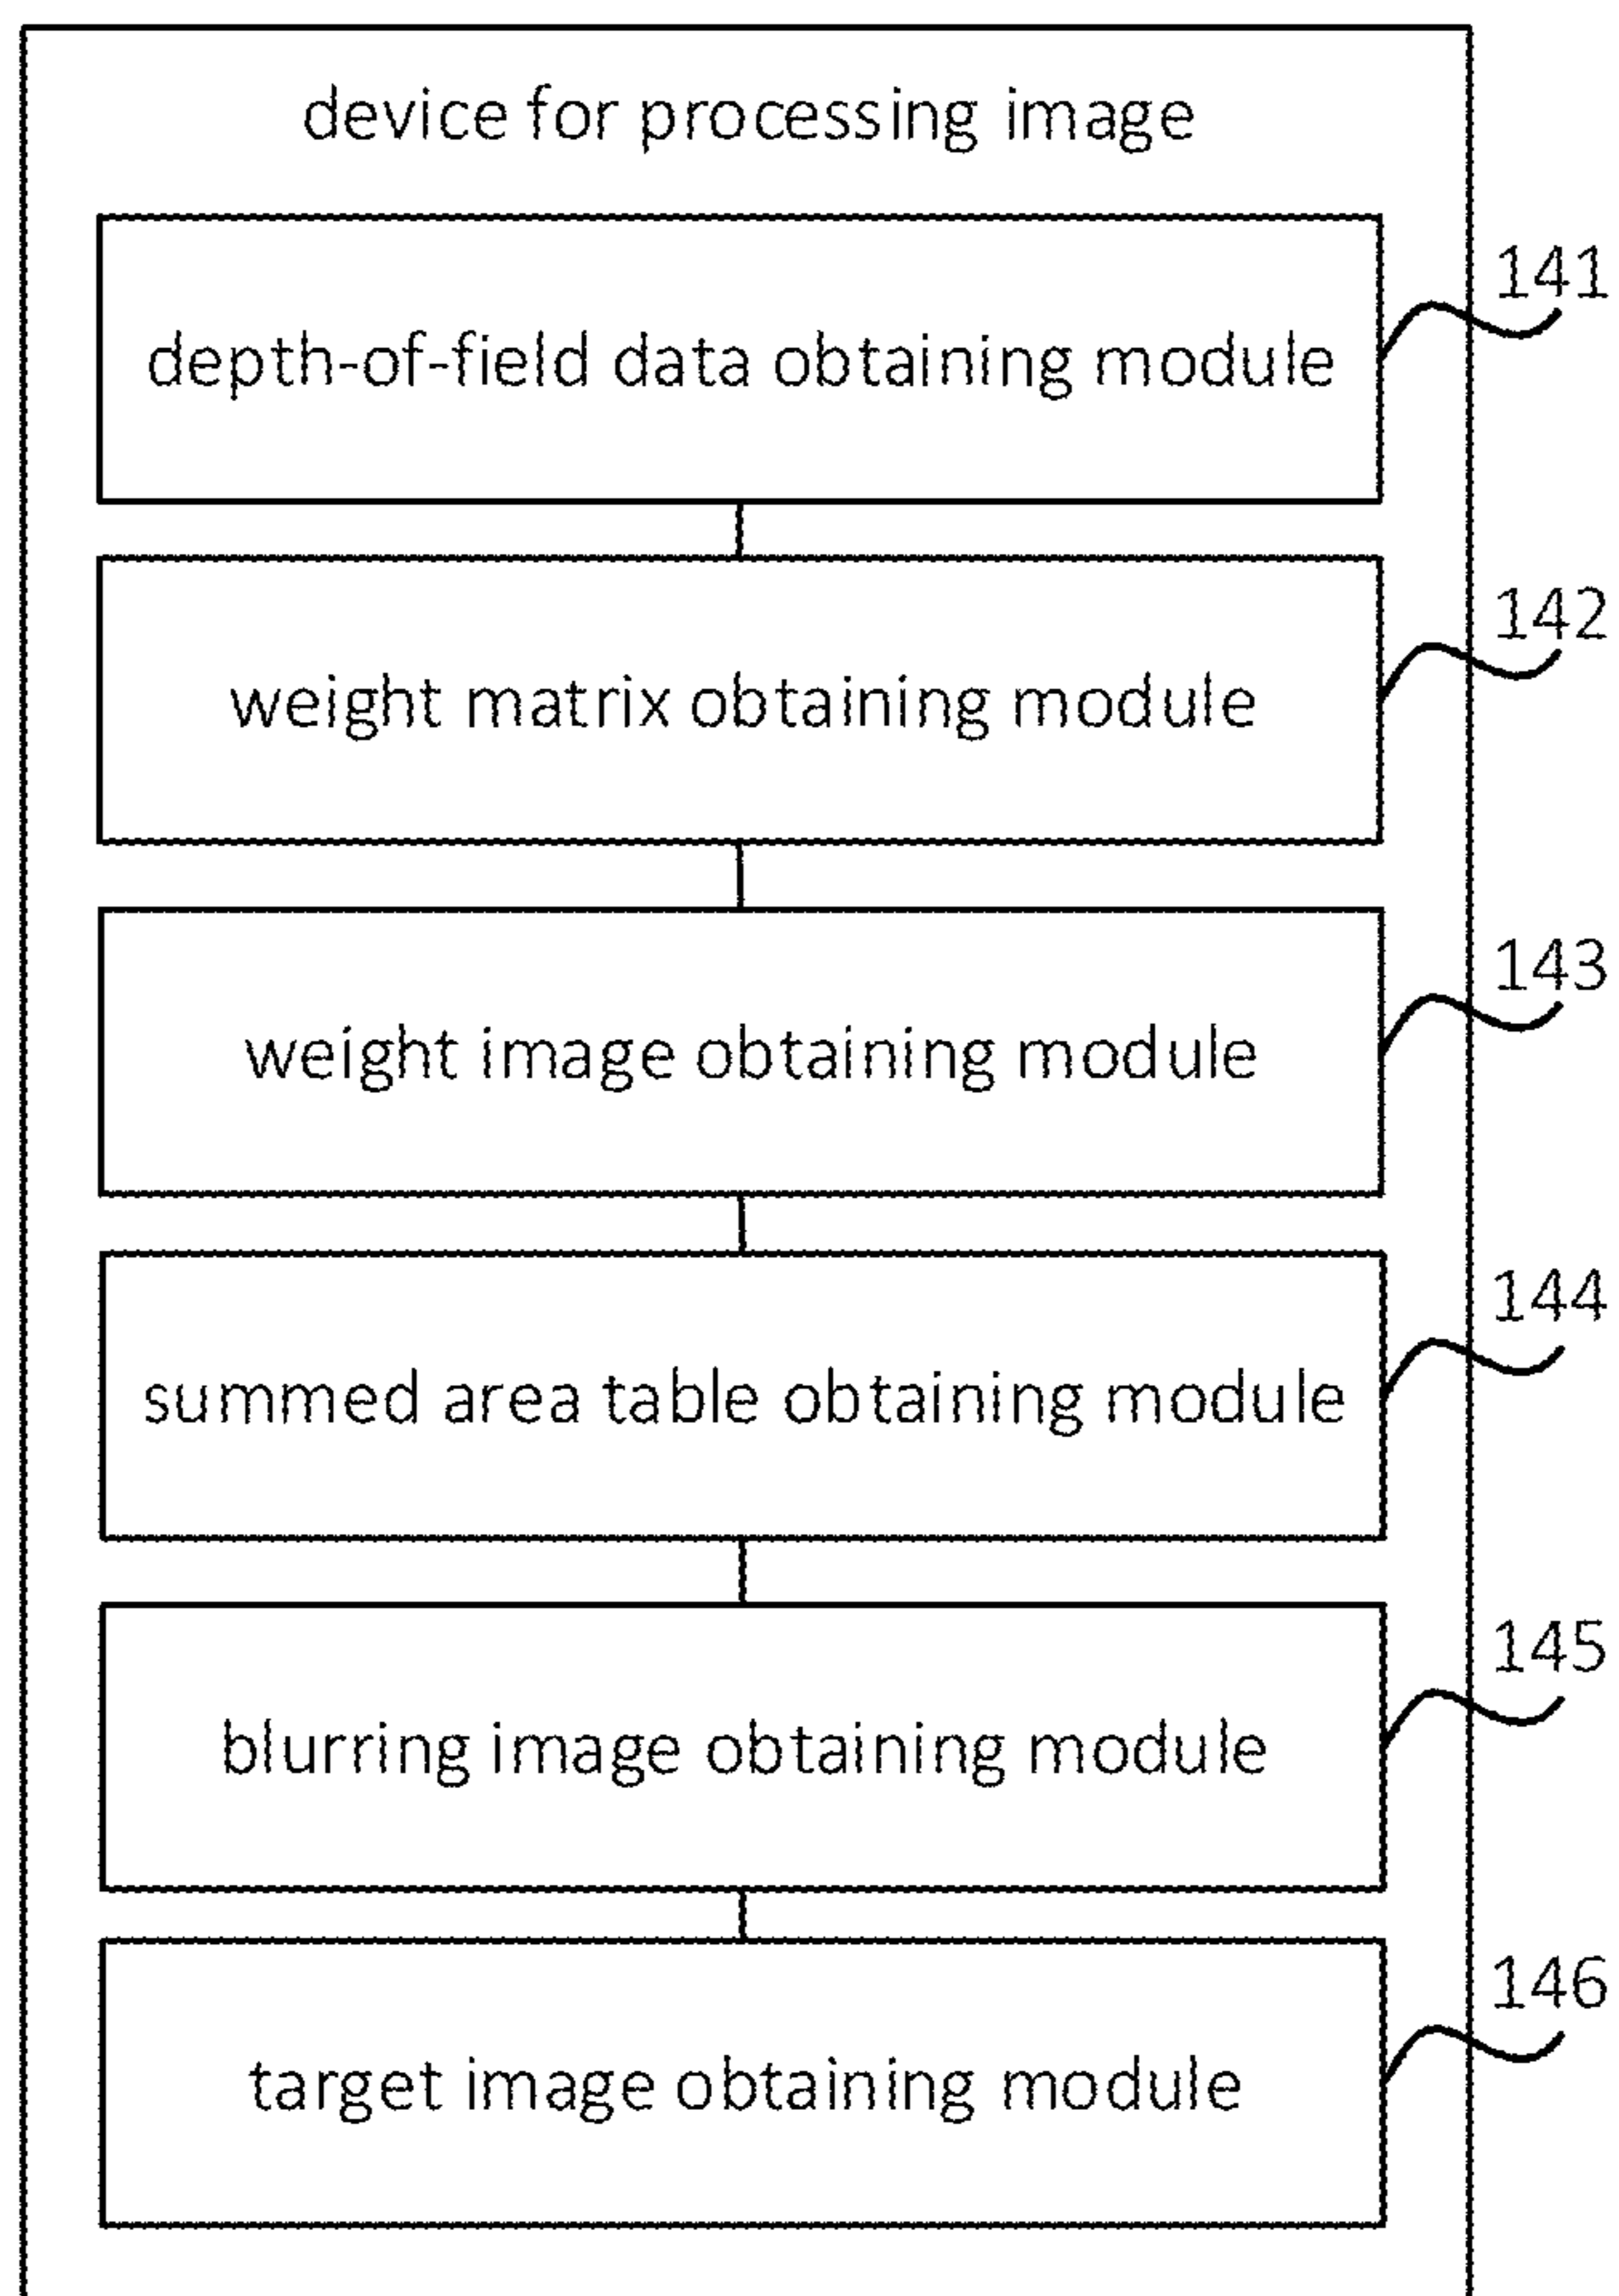 device for processing image
141
depth-of-field data obtaining module
142
weight matrix obtaining module
143
weight image obtaining module
144
summed area table obtaining module
145
blurring image obtaining module
146
target image obtaining module